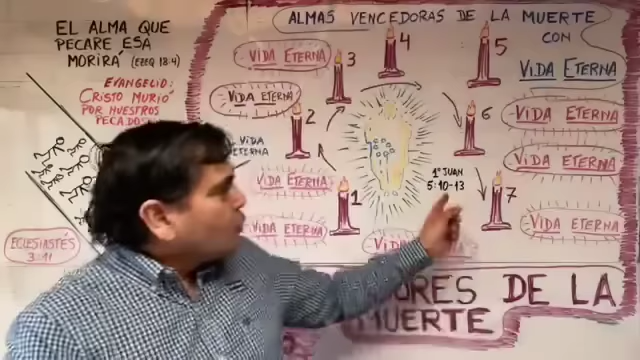 EL ALMA QUE
PECARE ESA
MORIRÁ (EZEQ 18:4)
EVANGELIO:
CRISTO MURIÓ
POR NUESTROS
PECADOS
ECLESIASTÉS
3:11
ALMAS VENCEDORAS DE LA MUERTE
CON
VIDA ETERNA
VIDA ETERNA
VIDA ETERNA
VIDA
ETERNA
VIDA ETERNA
VIDA ETERNA
VIDA
VIDA ETERNA
VIDA ETERNA
VIDA ETERNA
1
2
3
4
5
6
7
1ª JUAN
5:10-13
DORES DE LA
MUERTE